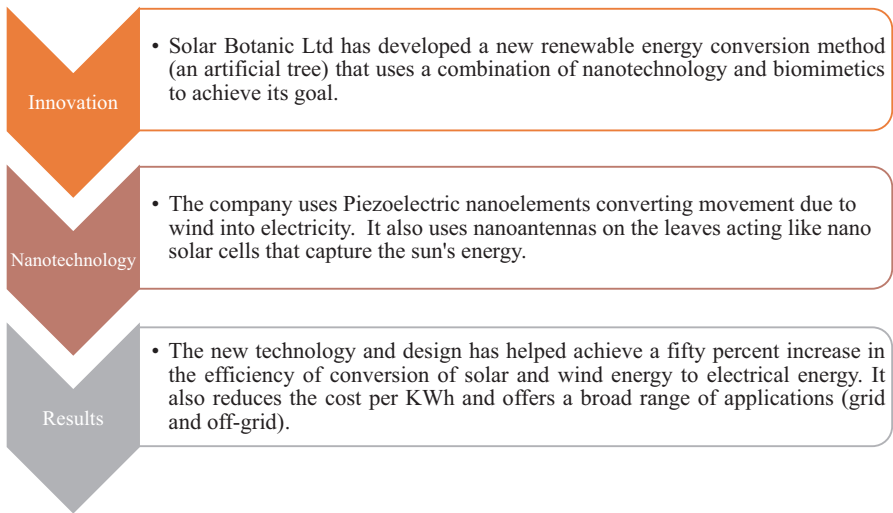 Innovation
• Solar Botanic Ltd has developed a new renewable energy conversion method
(an artificial tree) that uses a combination of nanotechnology and biomimetics
to achieve its goal.
Nanotechnology
• The company uses Piezoelectric nanoelements converting movement due to
wind into electricity.  It also uses nanoantennas on the leaves acting like nano
solar cells that capture the sun's energy.
Results
• The new technology and design has helped achieve a fifty percent increase in
the efficiency of conversion of solar and wind energy to electrical energy. It
also reduces the cost per KWh and offers a broad range of applications (grid
and off-grid).